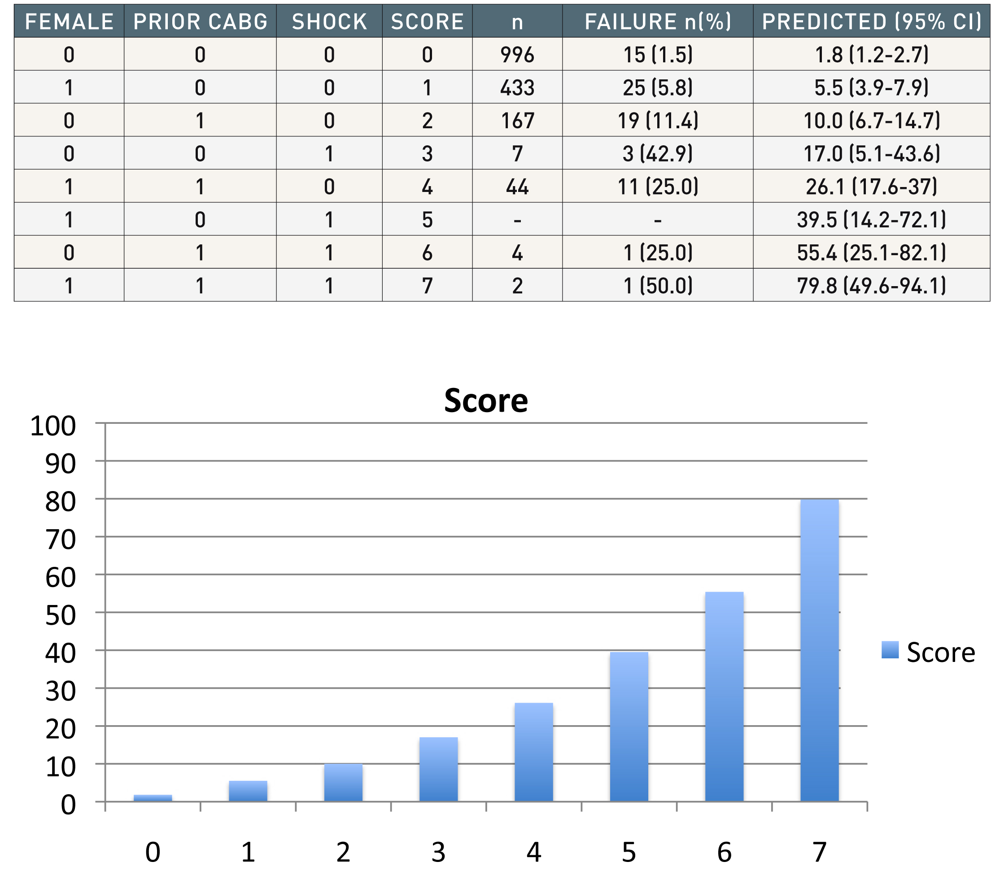 FEMALE PRIOR CABG SHOCK SCORE n FAILURE n(%) PREDICTED (95% CI)
0 0 0 0 996 15 (1.5) 1.8 (1.2-2.7)
1 0 0 1 433 25 (5.8) 5.5 (3.9-7.9)
0 1 0 2 167 19 (11.4) 10.0 (6.7-14.7)
0 0 1 3 7 3 (42.9) 17.0 (5.1-43.6)
1 1 0 4 44 11 (25.0) 26.1 (17.6-37)
1 0 1 5 - - 39.5 (14.2-72.1)
0 1 1 6 4 1 (25.0) 55.4 (25.1-82.1)
1 1 1 7 2 1 (50.0) 79.8 (49.6-94.1)
Score
100
90
80
70
60
50
40
30
20
10
0
Score
0 1 2 3 4 5 6 7